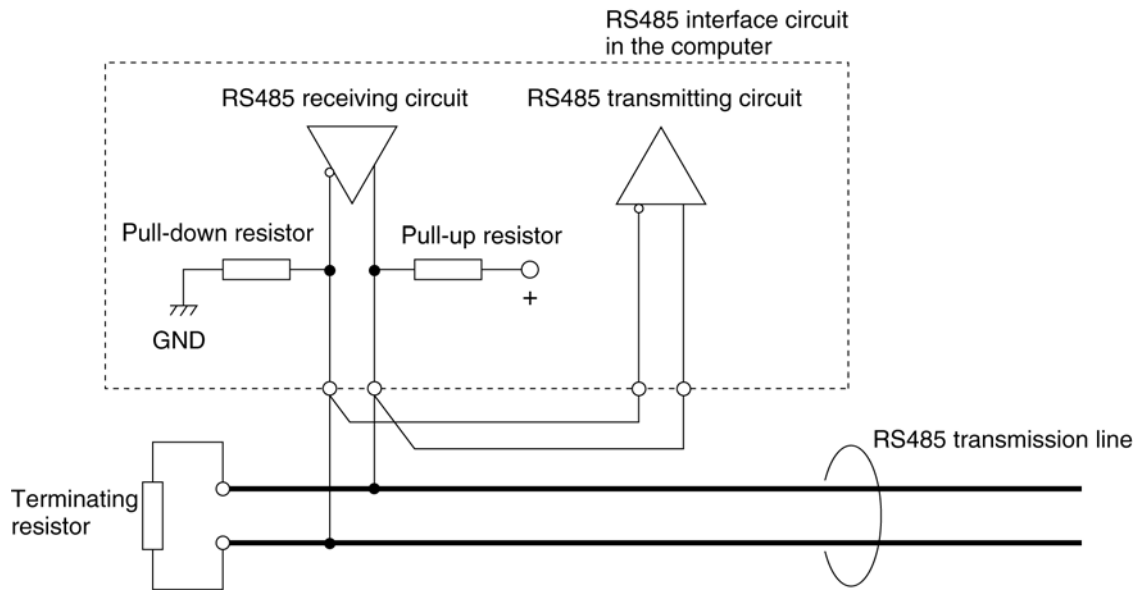 RS485 interface circuit
in the computer
RS485 receiving circuit
RS485 transmitting circuit
Pull-down resistor
Pull-up resistor
+
GND
RS485 transmission line
Terminating
resistor